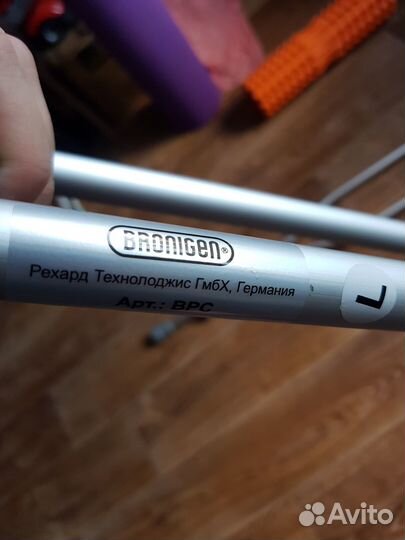 BRONIGEN®
Рехард Технолоджис ГмбХ, Германия
Арт.: BPC
L
Avito